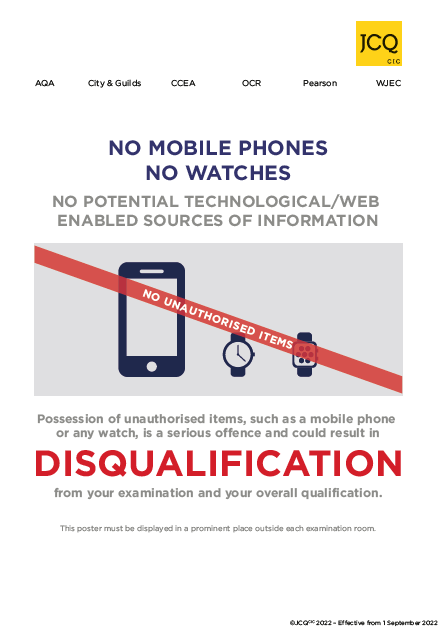 JCQ
CIC
AQA City & Guilds CCEA OCR Pearson WJEC
NO MOBILE PHONES
NO WATCHES
NO POTENTIAL TECHNOLOGICAL/WEB
ENABLED SOURCES OF INFORMATION
NO UNAUTHORISED ITEMS
Possession of unauthorised items, such as a mobile phone
or any watch, is a serious offence and could result in
DISQUALIFICATION
from your examination and your overall qualification.
This poster must be displayed in a prominent place outside each examination room.
©JCQCIC 2022 – Effective from 1 September 2022